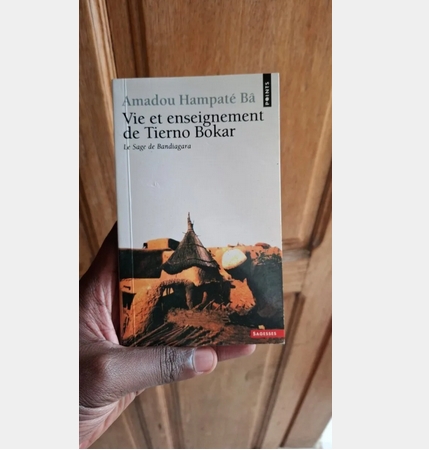 POINTS
Amadou Hampaté Bâ
Vie et enseignement
de Tierno Bokar
Le Sage de Bandiagara
SAGESSES